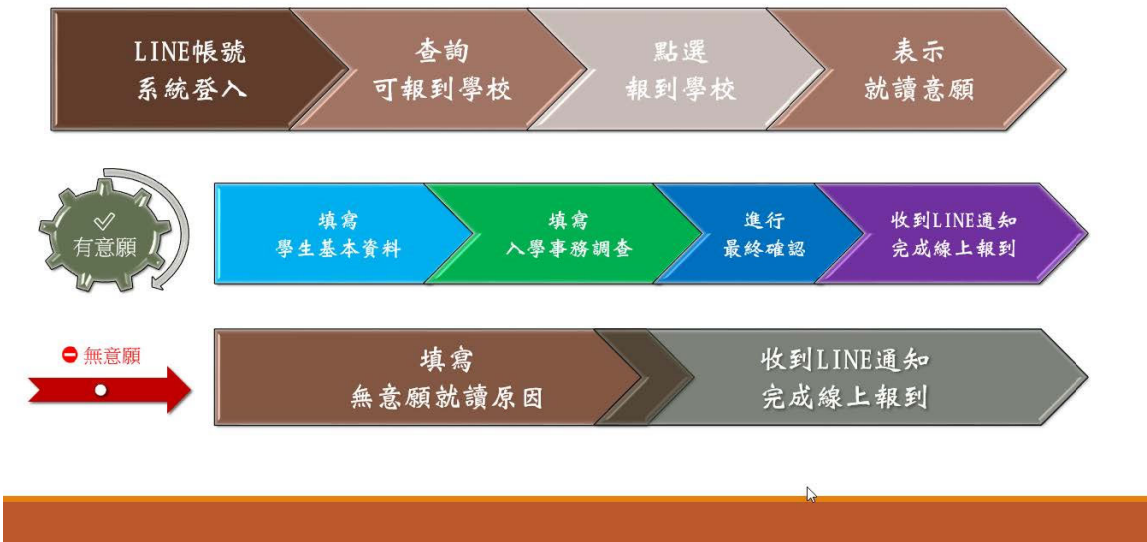 LINE帳號
系統登入
查詢
可報到學校
點選
報到學校
表示
就讀意願
有意願
填寫
學生基本資料
填寫
入學事務調查
進行
最終確認
收到LINE通知
完成線上報到
無意願
填寫
無意願就讀原因
收到LINE通知
完成線上報到